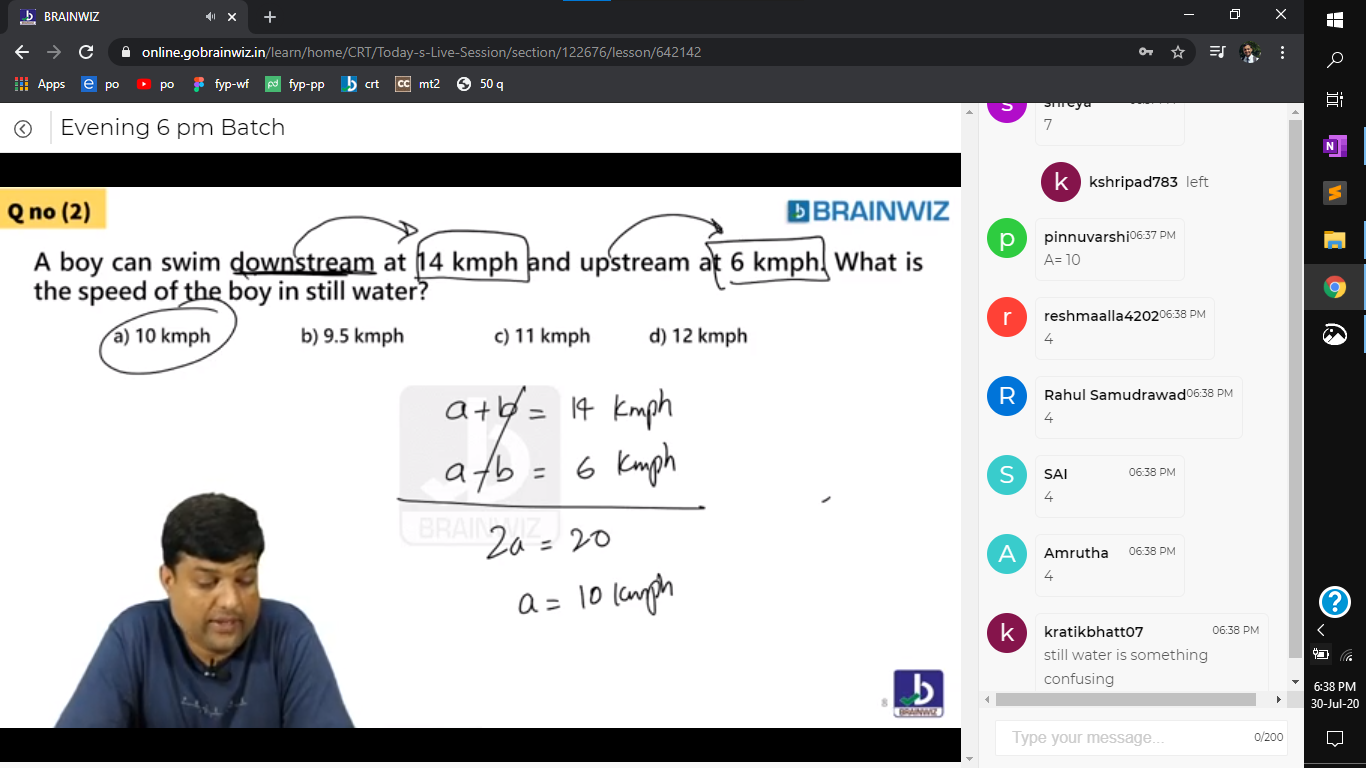 BRAINWIZ
online.gobrainwiz.in/learn/home/CRT/Today-s-Live-Session/section/122676/lesson/642142
Apps po po fyp-wf fyp-pp crt mt2 50 q
Evening 6 pm Batch
Q no (2)
BRAINWIZ
A boy can swim downstream at 14 kmph and upstream at 6 kmph. What is
the speed of the boy in still water?
a) 10 kmph b) 9.5 kmph c) 11 kmph d) 12 kmph
a+b = 14 kmph
a-b = 6 kmph
BRAINWIZ
2a = 20
a = 10 kmph
8
BRAINWIZ
shreya
7
k kshripad783 left
p pinnuvarshi 06:37 PM
A= 10
r reshmaalla4202 06:38 PM
4
R Rahul Samudrawad 06:38 PM
4
S SAI 06:38 PM
4
A Amrutha 06:38 PM
4
k kratikbhatt07 06:38 PM
still water is something
confusing
Type your message... 0/200
6:38 PM
30-Jul-20